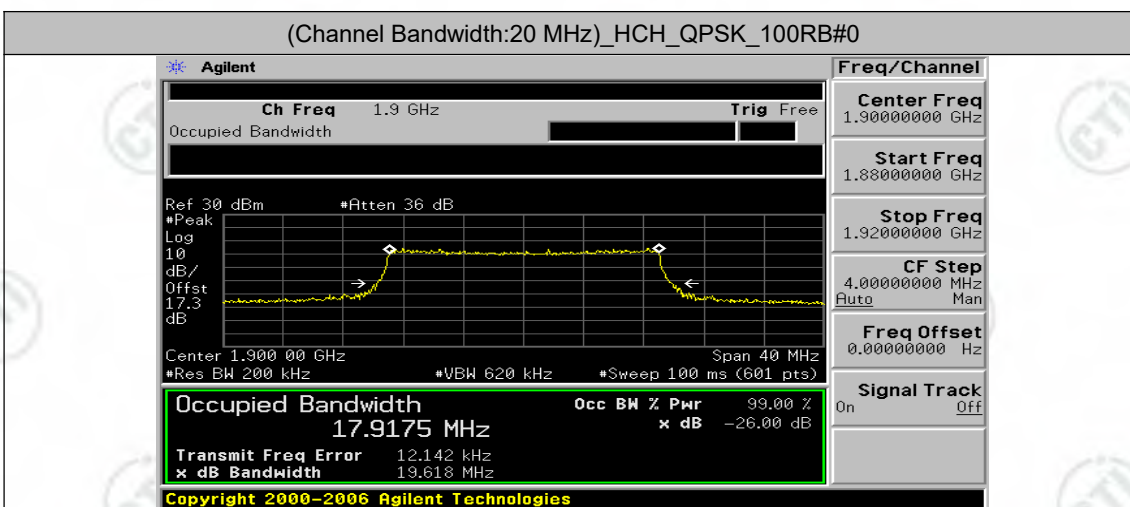 (Channel Bandwidth:20 MHz)_HCH_QPSK_100RB#0
Agilent
Freq/Channel
Ch Freq 1.9 GHz Trig Free
Occupied Bandwidth
Center Freq
1.90000000 GHz
Start Freq
1.88000000 GHz
Stop Freq
1.92000000 GHz
CF Step
4.00000000 MHz
Auto Man
Freq Offset
0.00000000 Hz
Signal Track
On Off
Ref 30 dBm #Atten 36 dB
#Peak
Log
10
dB/
Offst
17.3
dB
Center 1.900 00 GHz Span 40 MHz
#Res BW 200 kHz #VBW 620 kHz #Sweep 100 ms (601 pts)
Occupied Bandwidth Occ BW % Pwr 99.00 %
17.9175 MHz x dB -26.00 dB
Transmit Freq Error 12.142 kHz
x dB Bandwidth 19.618 MHz
Copyright 2000-2006 Agilent Technologies
CTI
CTI